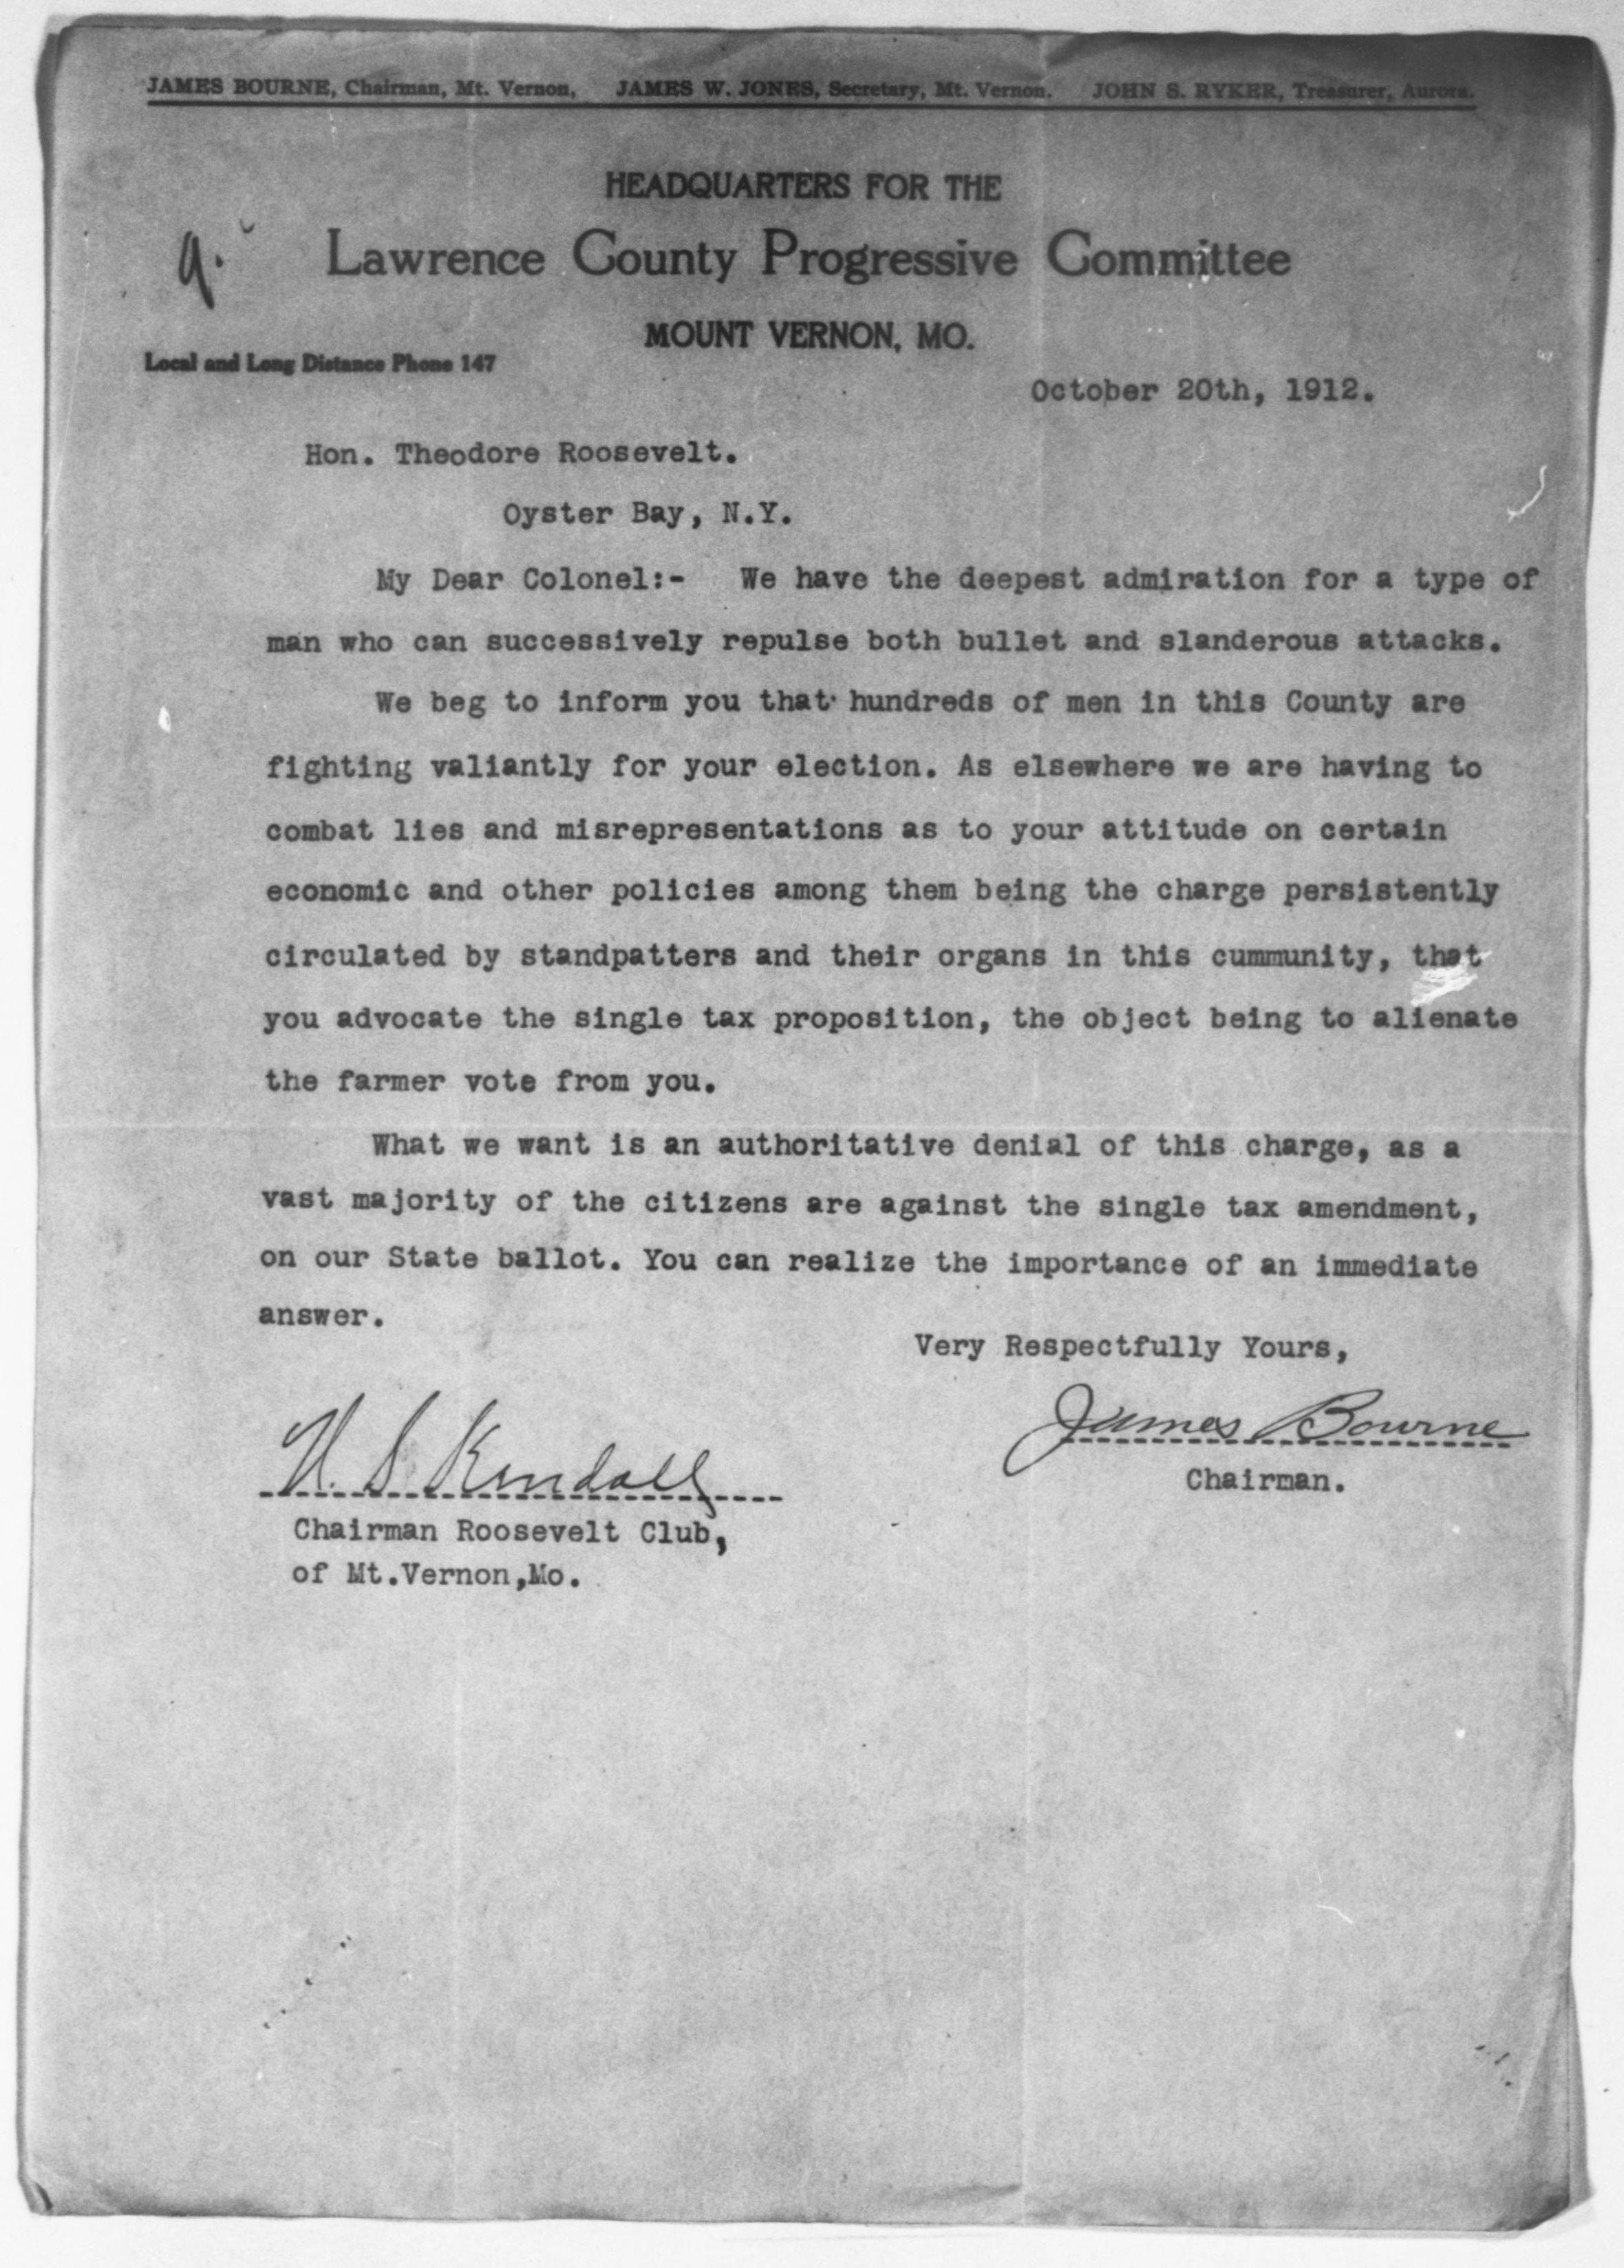 JAMES BOURNE, Chairman, Mt. Vernon, JAMES W. JONES, Secretary, Mt. Vernon. JOHN S. RYKER, Treasurer, Aurora.
HEADQUARTERS FOR THE
Lawrence County Progressive Committee
MOUNT VERNON, MO.
Local and Long Distance Phone 147
October 20th, 1912.
Hon. Theodore Roosevelt.
Oyster Bay, N.Y.
My Dear Colonel:- We have the deepest admiration for a type of
man who can successively repulse both bullet and slanderous attacks.
We beg to inform you that hundreds of men in this County are
fighting valiantly for your election. As elsewhere we are having to
combat lies and misrepresentations as to your attitude on certain
economic and other policies among them being the charge persistently
circulated by standpatters and their organs in this cummunity, that
you advocate the single tax proposition, the object being to alienate
the farmer vote from you.
What we want is an authoritative denial of this charge, as a
vast majority of the citizens are against the single tax amendment,
on our State ballot. You can realize the importance of an immediate
answer.
Very Respectfully Yours,
James Bourne
Chairman.
S Kendall
Chairman Roosevelt Club,
of Mt.Vernon,Mo.